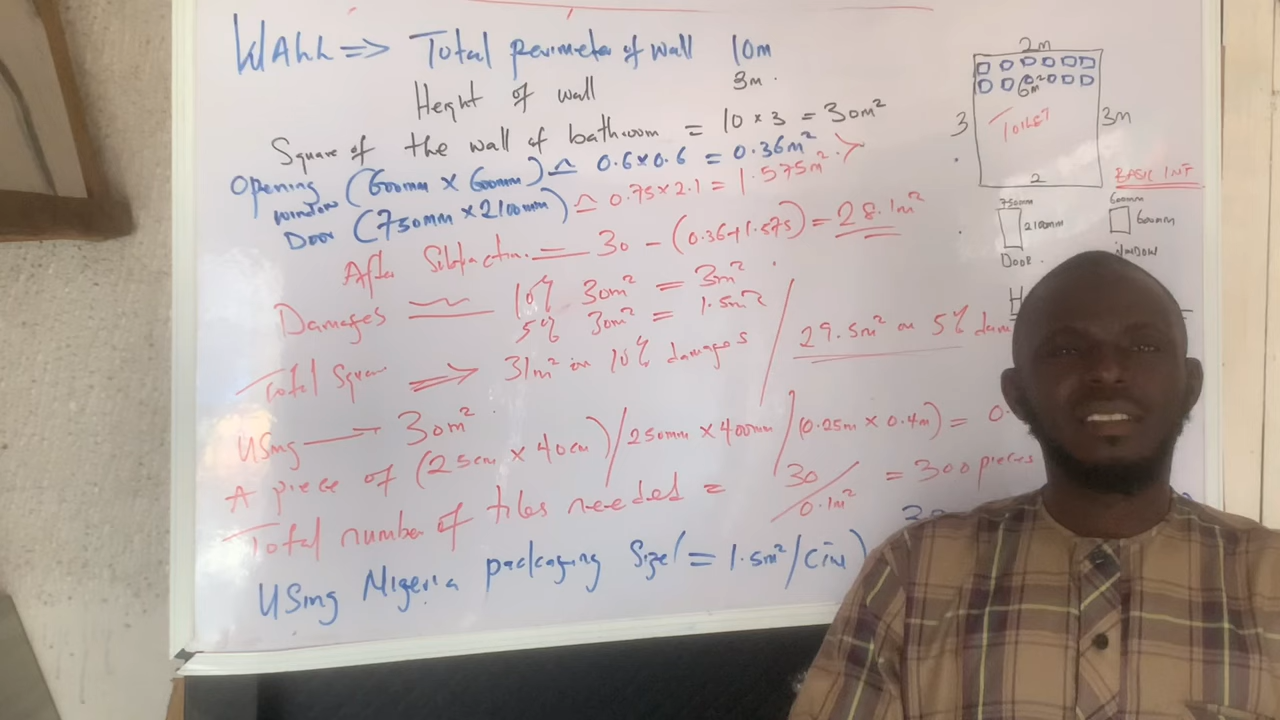 WALL => Total perimeter of wall 10m
Height of wall 3m.
Square of the wall of bathroom = 10 × 3 = 30m²
Opening (600mm × 600mm) ≏ 0.6×0.6 = 0.36m²
window
Door (750mm × 2100mm) ≏ 0.75×2.1 = 1.575m² >
After = 30 - (0.36+1.575) = 28.1m²
Damages = 10% 30m² = 3m².
5% 30m² = 1.5m²
Total Square => 31m² on 10% damages / 29.5m² on 5% dam
Using → 30m².
A piece of (25cm × 40cm) / 250mm × 400mm / (0.25m × 0.4m) = 0.
Total number of tiles needed = 30 / 0.1m² = 300 pieces
Using Nigeria packaging Size = 1.5m²/
2m
6m²
3
TOILET
3m
2
BASIC INT
750mm
2100mm
DOOR.
600mm
600mm
WINDOW